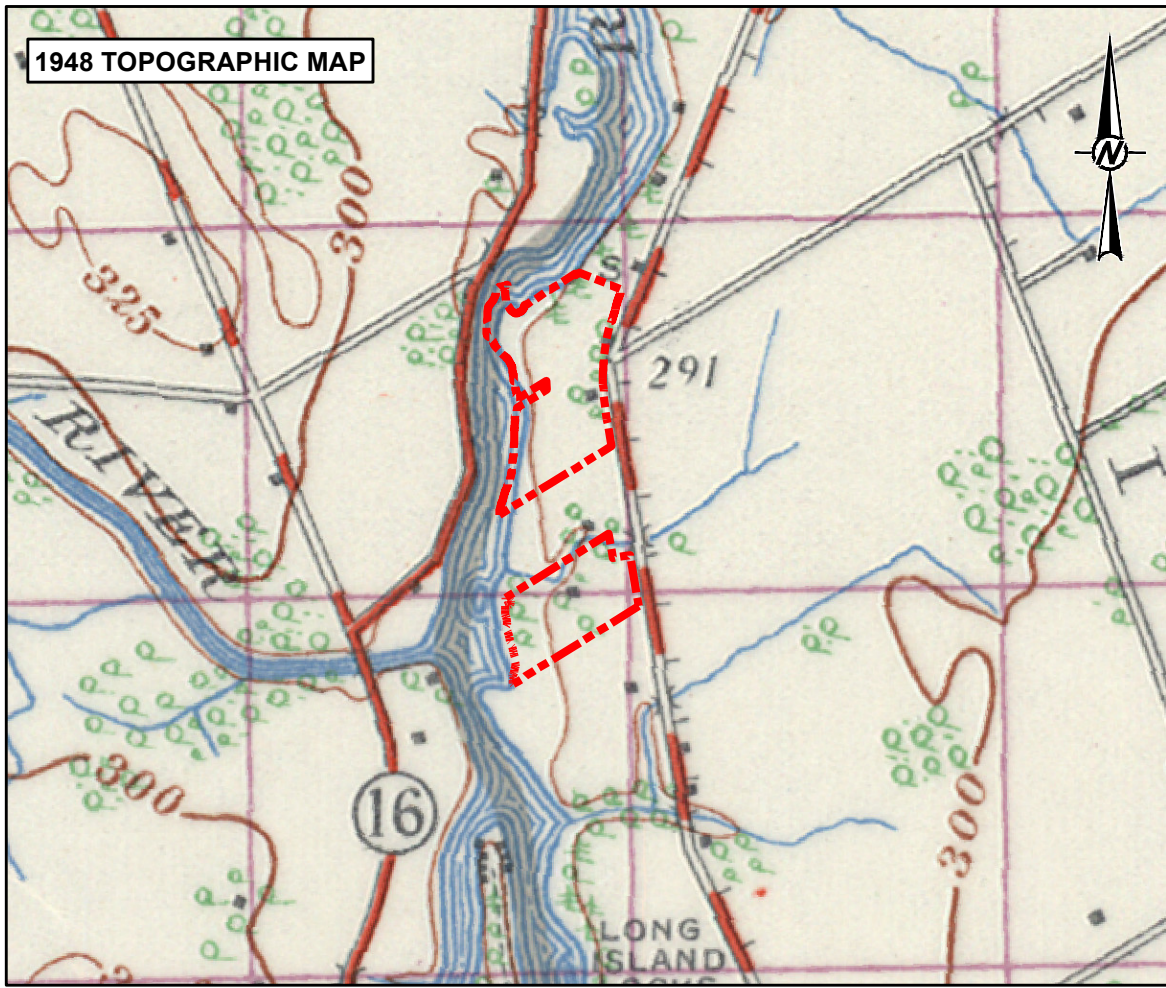 1948 TOPOGRAPHIC MAP
R
N
300
325
S
291
RIVER
I
300
16
300
LONG
ISLAND